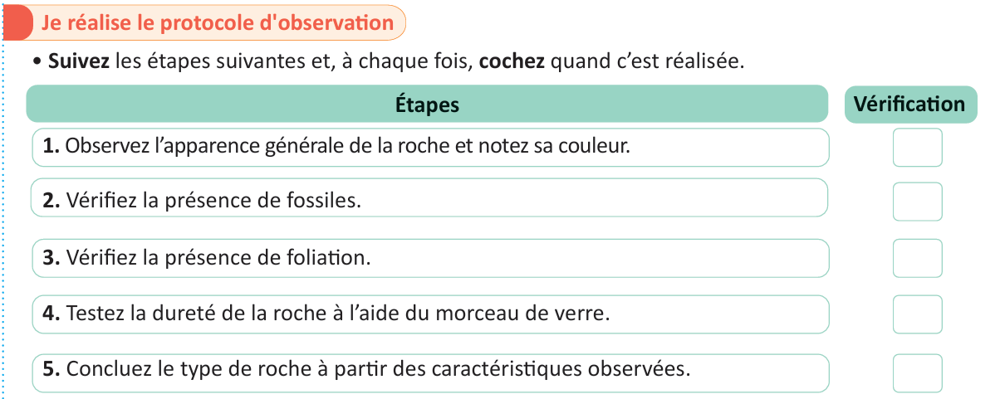 Je réalise le protocole d'observation
• Suivez les étapes suivantes et, à chaque fois, cochez quand c’est réalisée.
Étapes
Vérification
1. Observez l’apparence générale de la roche et notez sa couleur.
2. Vérifiez la présence de fossiles.
3. Vérifiez la présence de foliation.
4. Testez la dureté de la roche à l’aide du morceau de verre.
5. Concluez le type de roche à partir des caractéristiques observées.